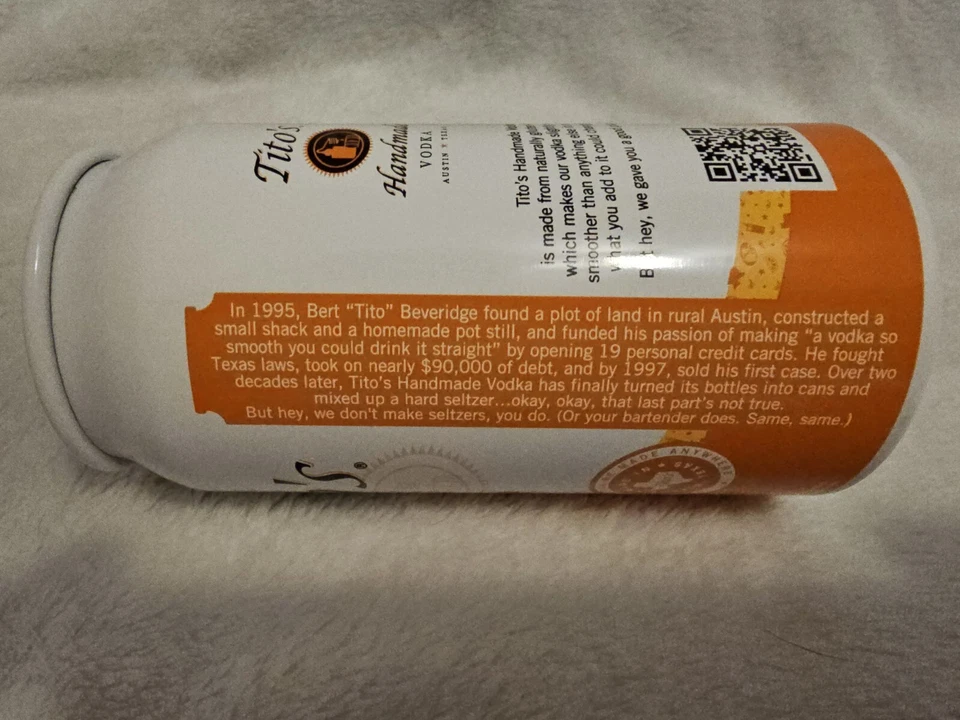 Tito's
Handmade
VODKA
AUSTIN TEXAS
Tito's Handmade
is made from naturally
which makes our vodka
smoother than anything else
what you add to it could
But hey, we gave you a
In 1995, Bert “Tito” Beveridge found a plot of land in rural Austin, constructed a
small shack and a homemade pot still, and funded his passion of making “a vodka so
smooth you could drink it straight” by opening 19 personal credit cards. He fought
Texas laws, took on nearly $90,000 of debt, and by 1997, sold his first case. Over two
decades later, Tito's Handmade Vodka has finally turned its bottles into cans and
mixed up a hard seltzer...okay, okay, that last part's not true.
But hey, we don't make seltzers, you do. (Or your bartender does. Same, same.)
's®
MADE ANYWHERE